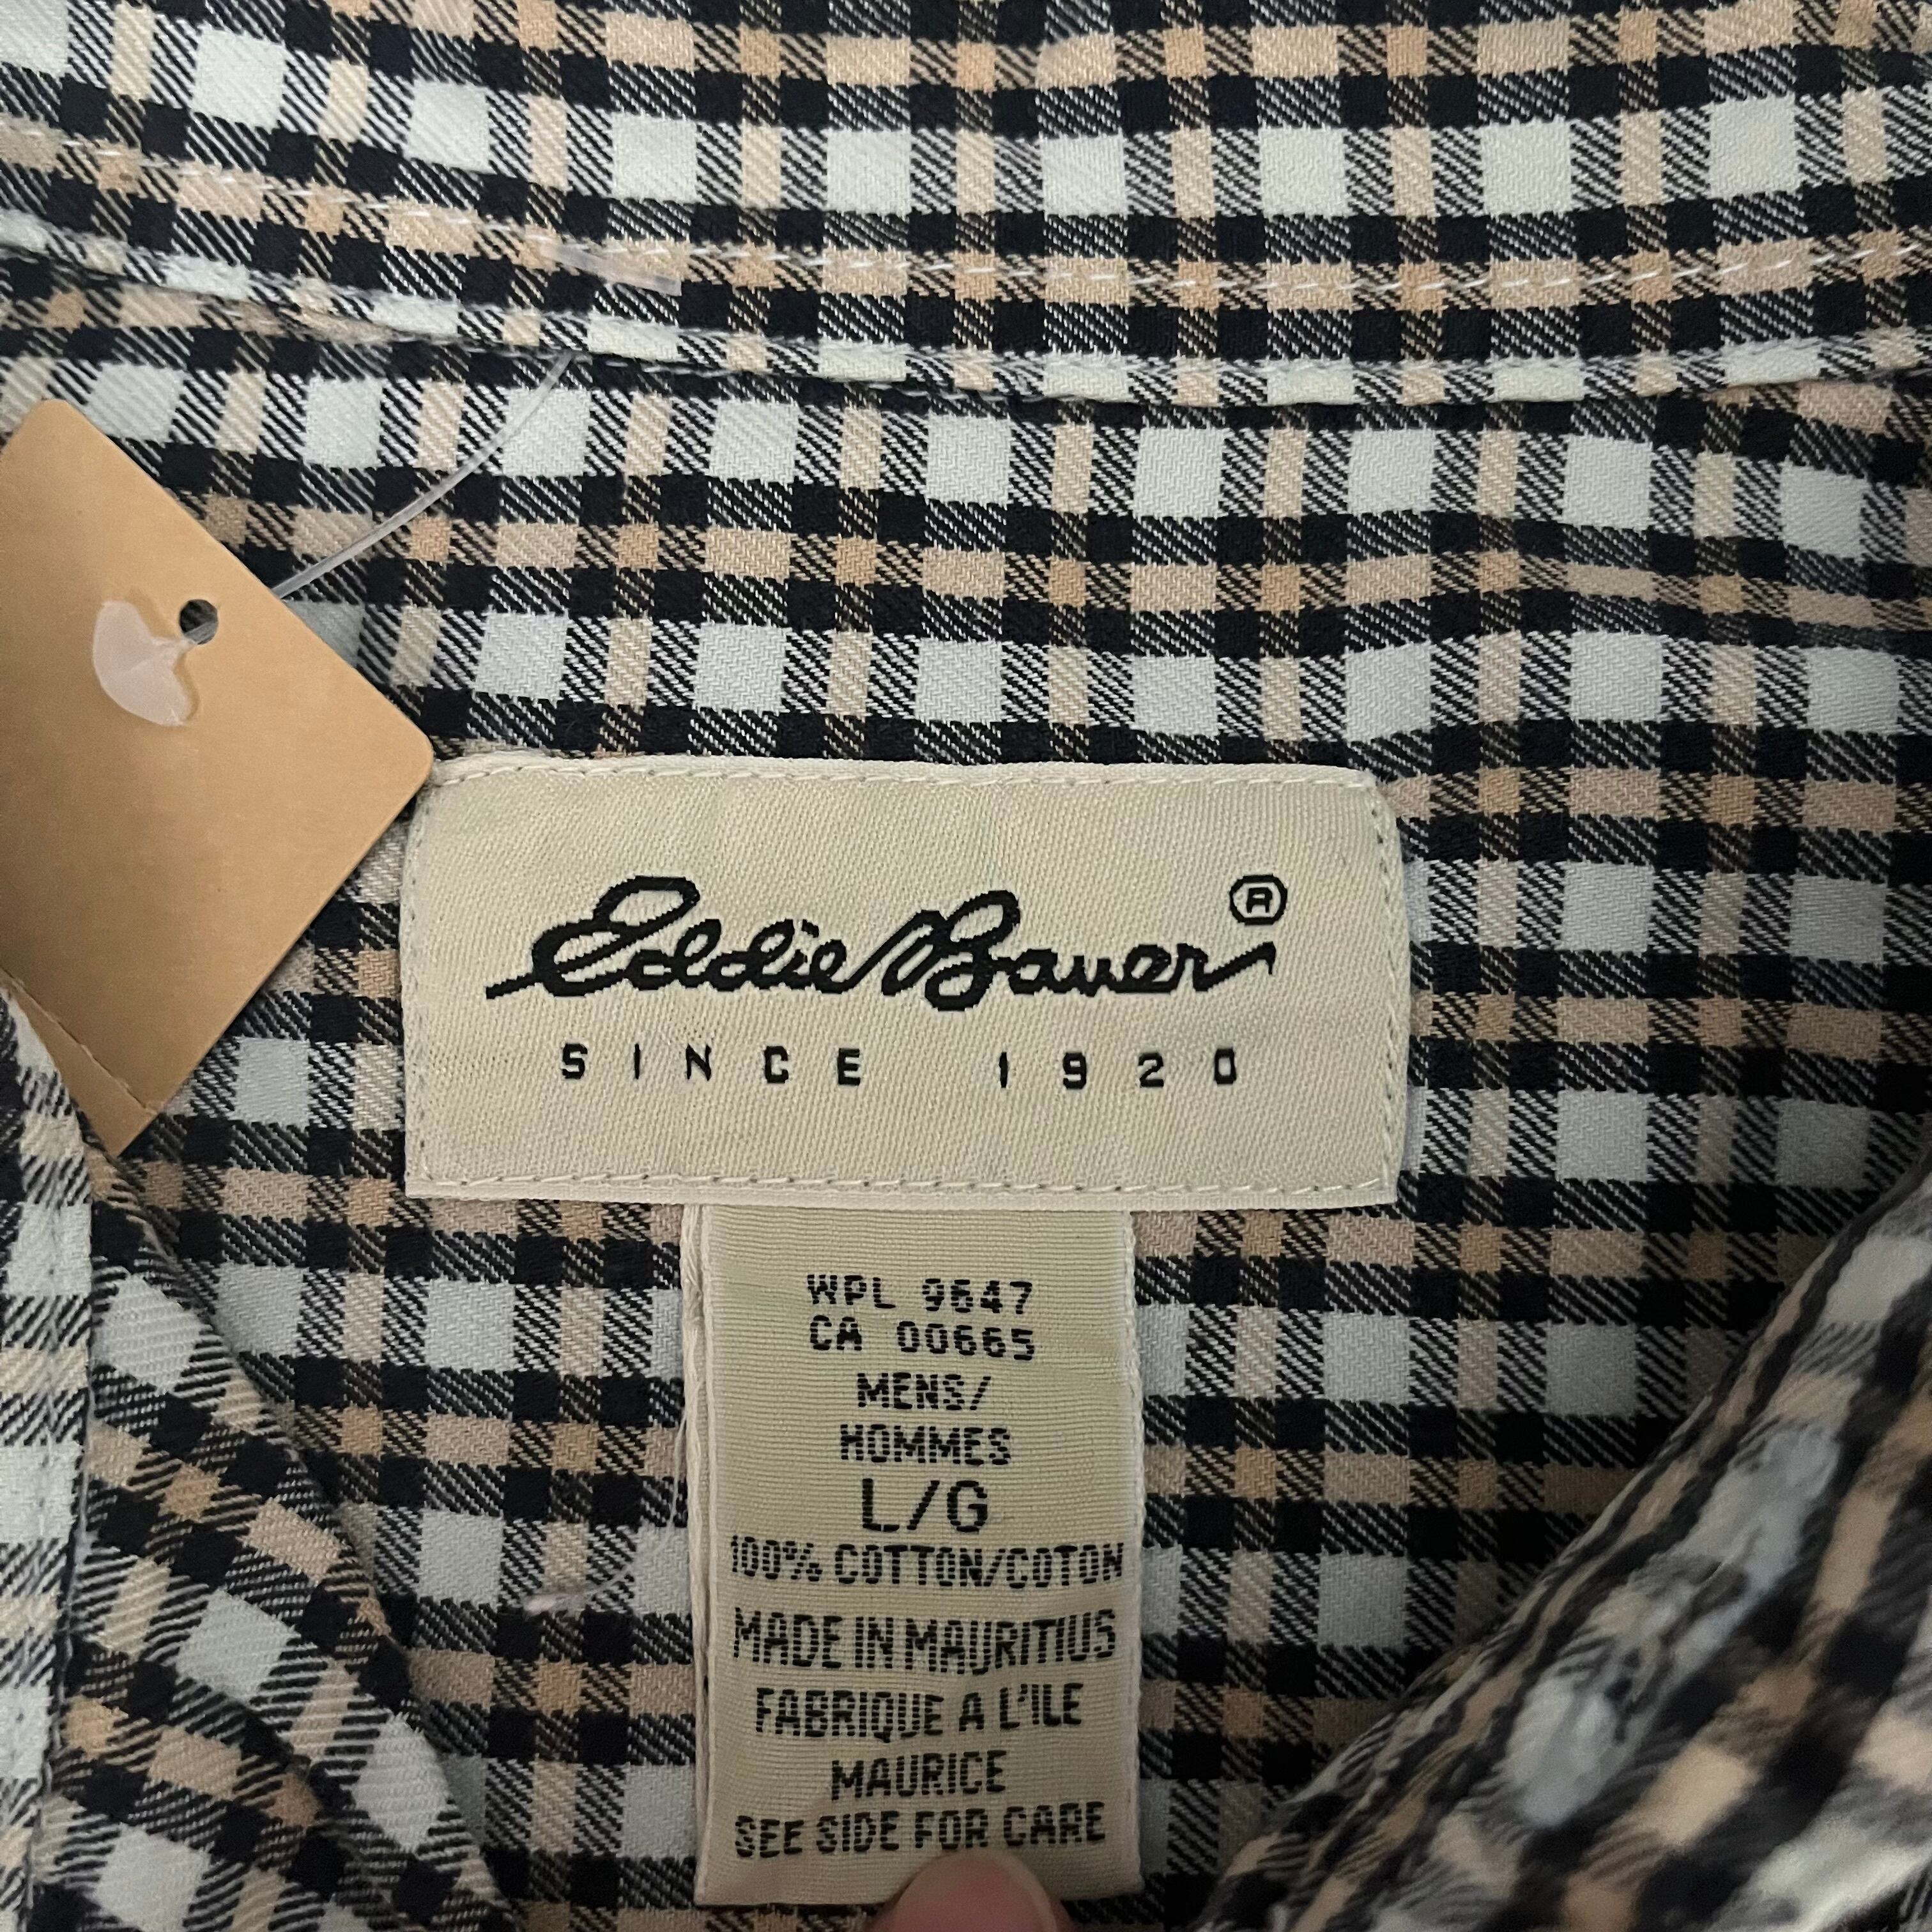 Eddie Bauer®
SINCE 1920
WPL 9647
CA 00665
MENS/
HOMMES
L/G
100% COTTON/COTON
MADE IN MAURITIUS
FABRIQUE A L'ILE
MAURICE
SEE SIDE FOR CARE